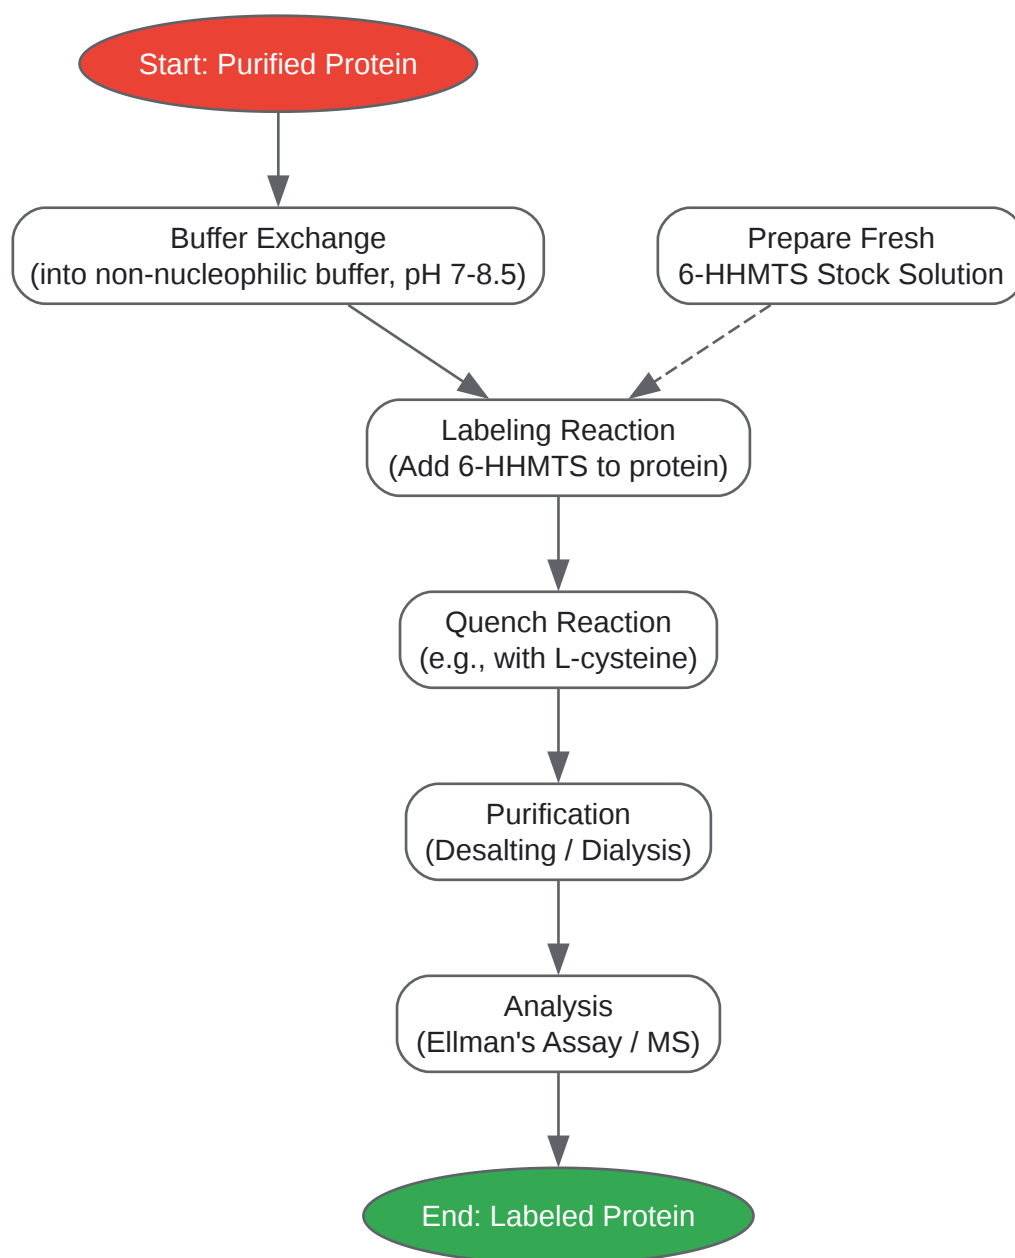 Start: Purified Protein
Buffer Exchange
(into non-nucleophilic buffer, pH 7-8.5)
Prepare Fresh
6-HHMTS Stock Solution
Labeling Reaction
(Add 6-HHMTS to protein)
Quench Reaction
(e.g., with L-cysteine)
Purification
(Desalting / Dialysis)
Analysis
(Ellman's Assay / MS)
End: Labeled Protein